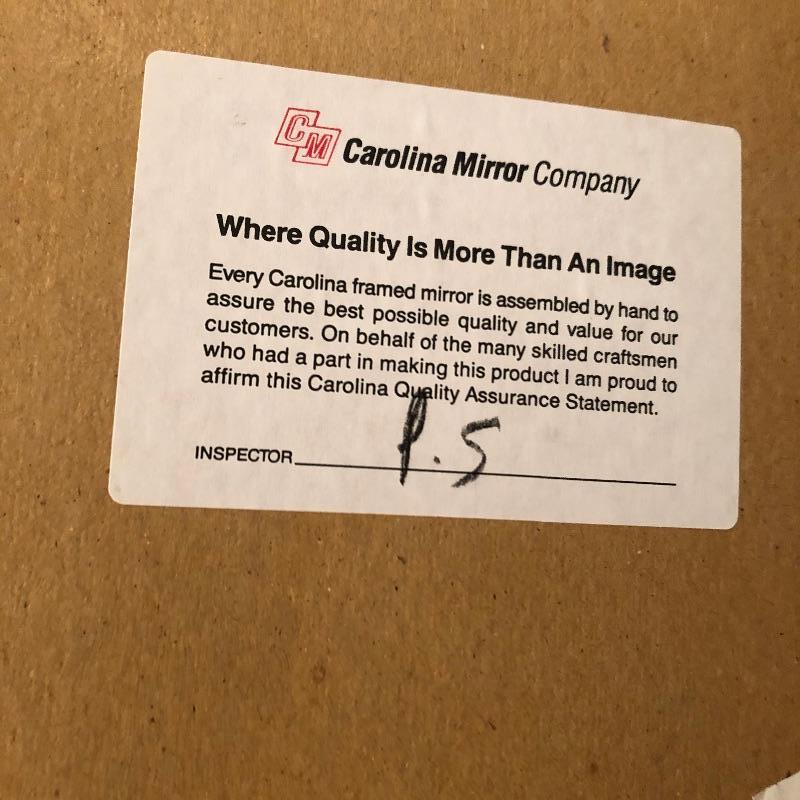 CM Carolina Mirror Company
Where Quality Is More Than An Image
Every Carolina framed mirror is assembled by hand to
assure the best possible quality and value for our
customers. On behalf of the many skilled craftsmen
who had a part in making this product I am proud to
affirm this Carolina Quality Assurance Statement.
INSPECTOR P.S